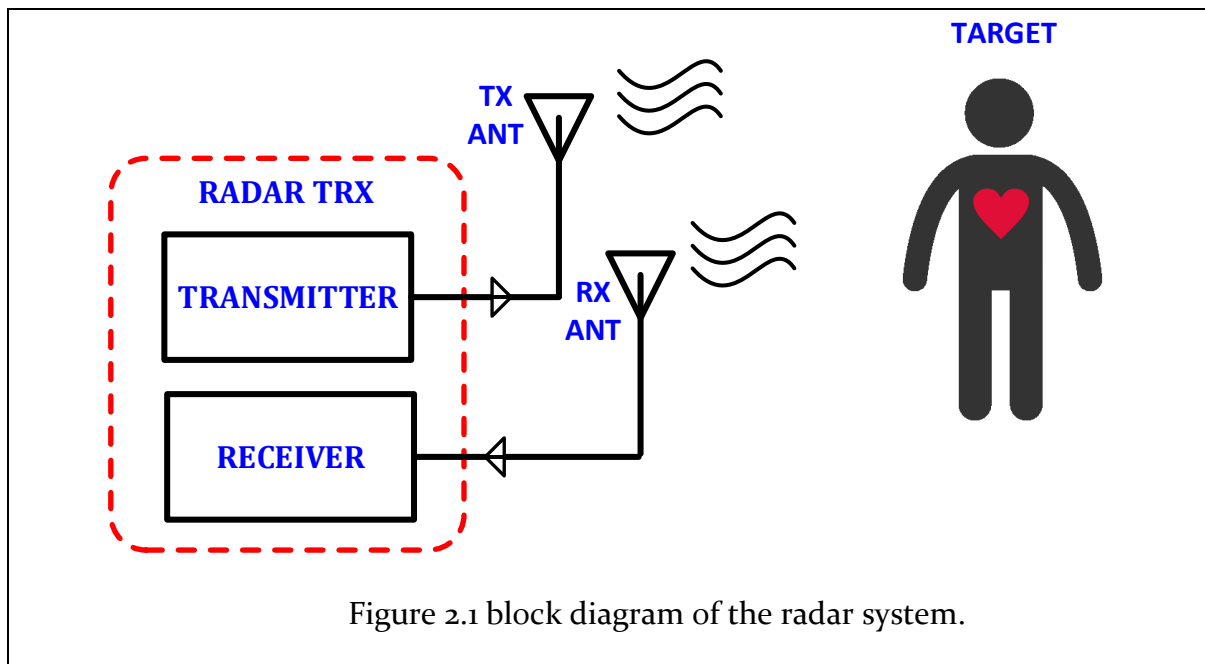 TARGET
TX
ANT
RADAR TRX
TRANSMITTER
RX
ANT
RECEIVER
Figure 2.1 block diagram of the radar system.